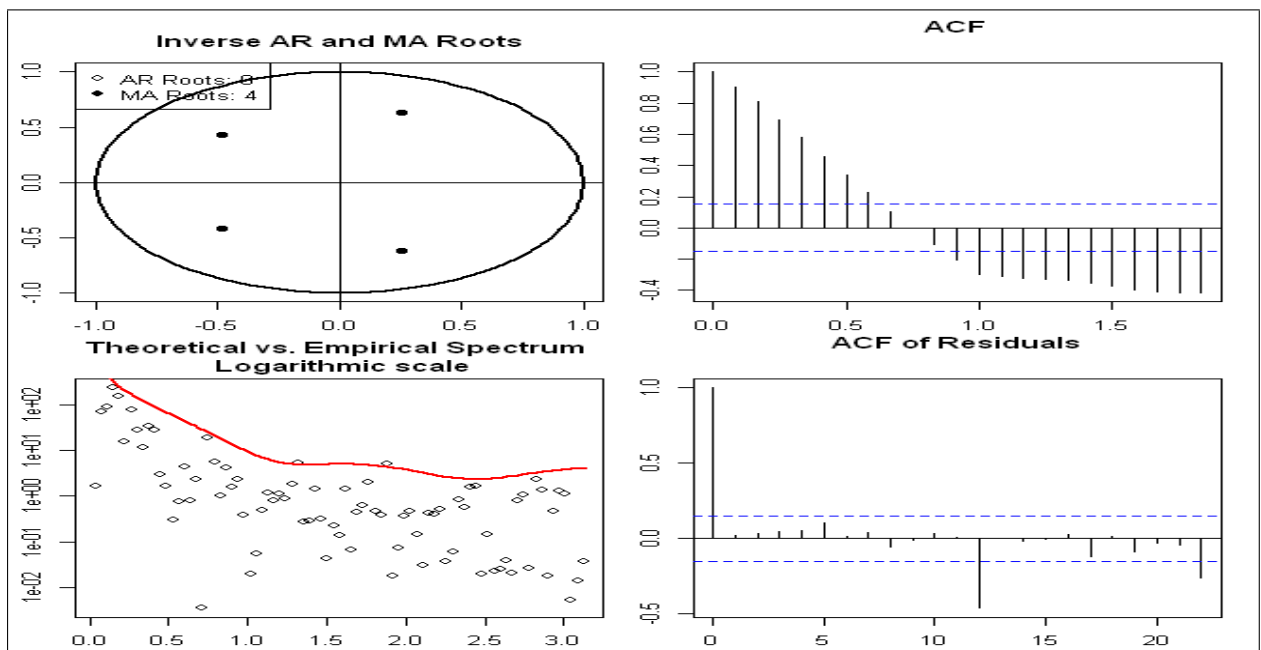 Inverse AR and MA Roots
AR Roots:
MA Roots: 4
1.0
0.5
0.0
-0.5
-1.0
-1.0 -0.5 0.0 0.5 1.0
ACF
1.0
0.8
0.6
0.4
0.2
0.0
-0.4
0.0 0.5 1.0 1.5
Theoretical vs. Empirical Spectrum
Logarithmic scale
1e+02
1e+01
1e+00
1e-01
1e-02
0.0 0.5 1.0 1.5 2.0 2.5 3.0
ACF of Residuals
1.0
0.5
0.0
-0.5
0 5 10 15 20